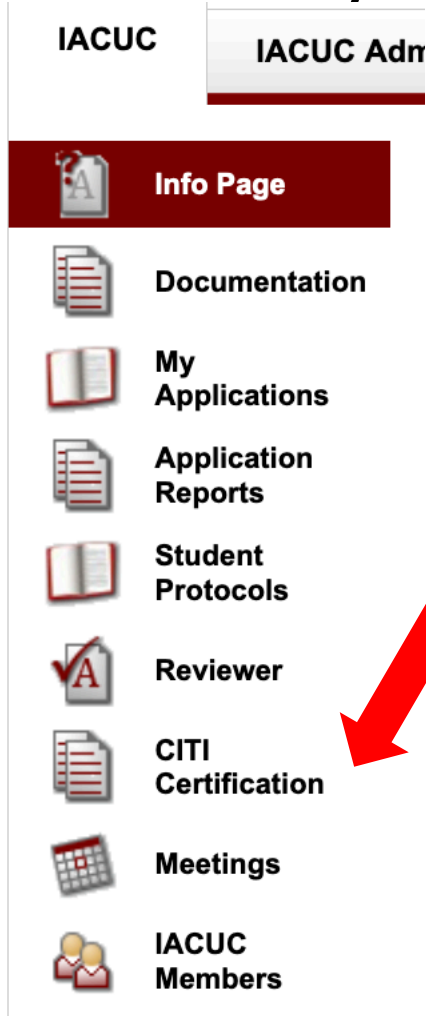 IACUC
IACUC Adm
Info Page
Documentation
My
Applications
Application
Reports
Student
Protocols
Reviewer
CITI
Certification
Meetings
IACUC
Members